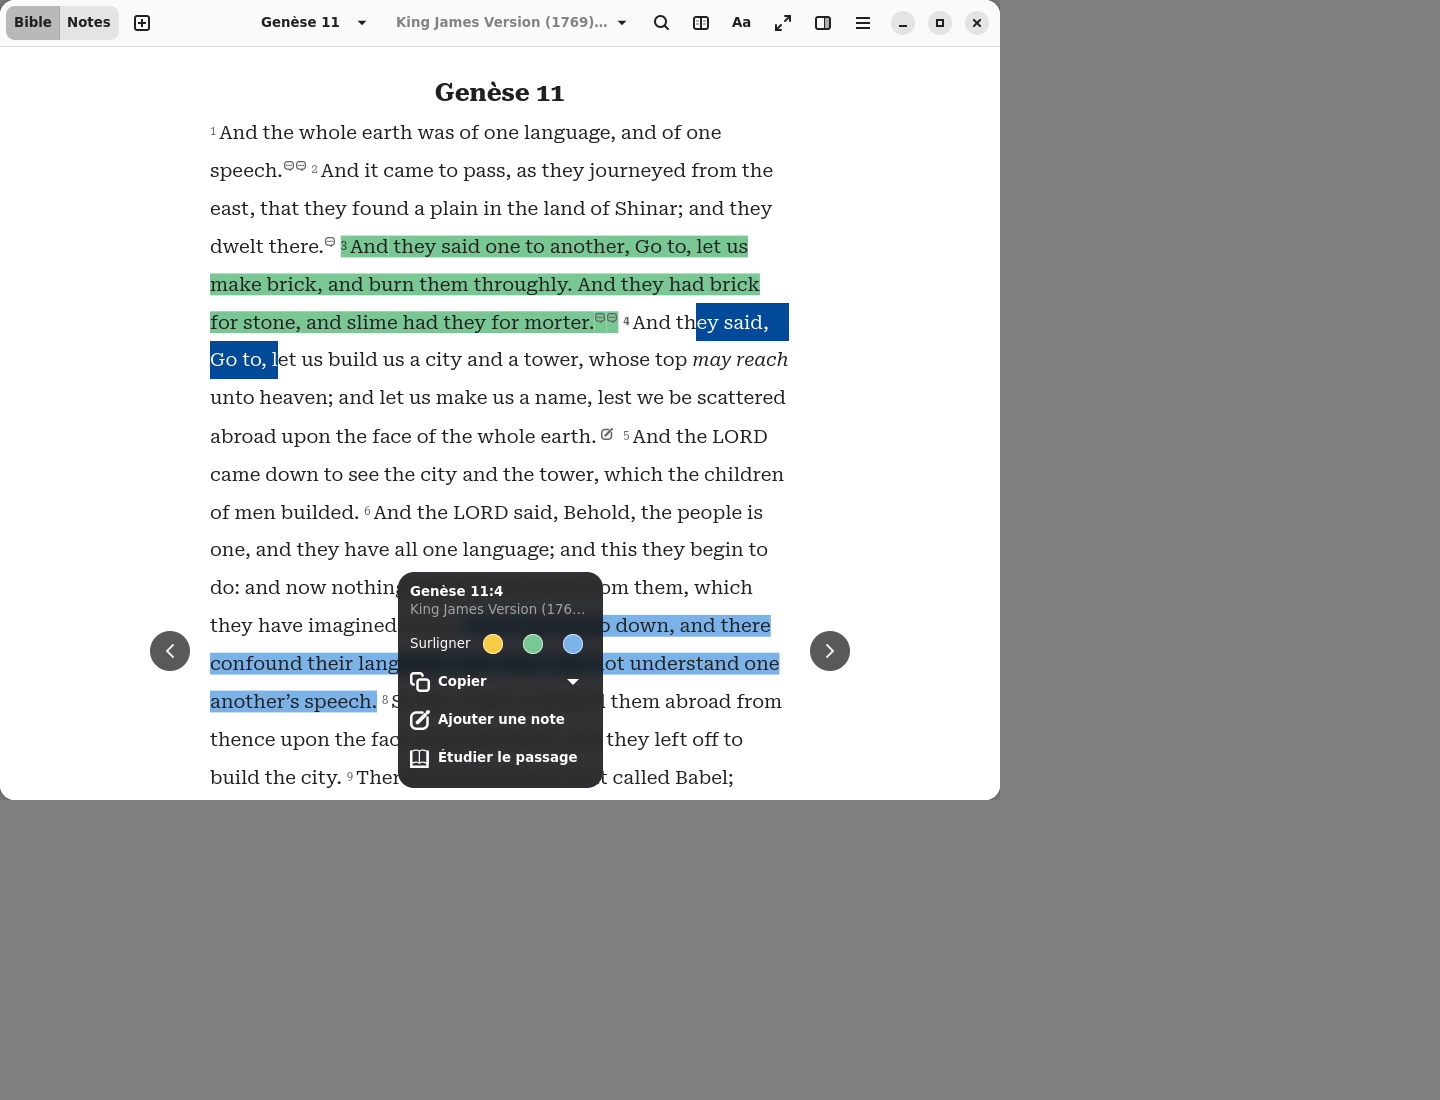 Bible Notes Genèse 11 King James Version (1769)... Aa
Genèse 11
1 And the whole earth was of one language, and of one
speech. 2 And it came to pass, as they journeyed from the
east, that they found a plain in the land of Shinar; and they
dwelt there. 3 And they said one to another, Go to, let us
make brick, and burn them throughly. And they had brick
for stone, and slime had they for morter. 4 And they said,
Go to, let us build us a city and a tower, whose top may reach
unto heaven; and let us make us a name, lest we be scattered
abroad upon the face of the whole earth. 5 And the LORD
came down to see the city and the tower, which the children
of men builded. 6 And the LORD said, Behold, the people is
one, and they have all one language; and this they begin to
do: and now nothing om them, which
they have imagined o down, and there
confound their lang ot understand one
another’s speech. 8 S them abroad from
thence upon the fac they left off to
build the city. 9 Ther t called Babel;
Genèse 11:4
King James Version (176...
Surligner
Copier
Ajouter une note
Étudier le passage